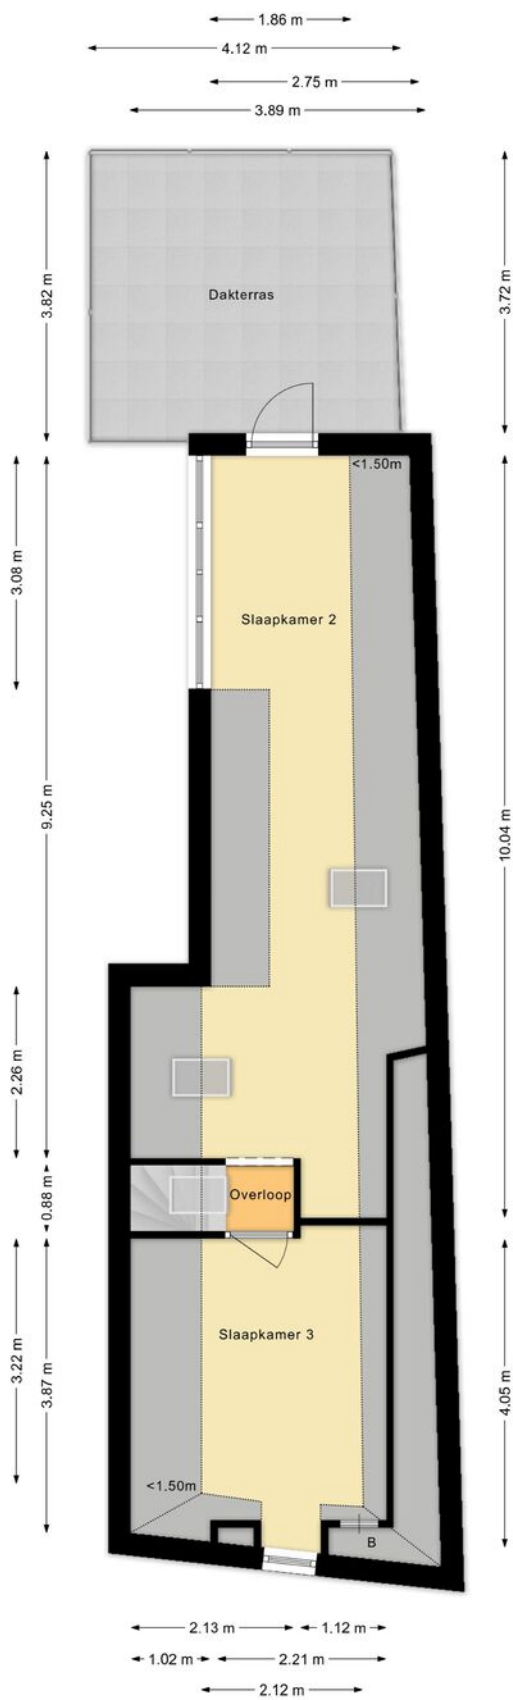 1.86 m
4.12 m
2.75 m
3.89 m
3.82 m
3.72 m
Dakterras
<1.50m
3.08 m
Slaapkamer 2
9.25 m
10.04 m
2.26 m
0.88 m
Overloop
Slaapkamer 3
3.22 m
3.87 m
4.05 m
<1.50m
B
2.13 m
1.12 m
1.02 m
2.21 m
2.12 m